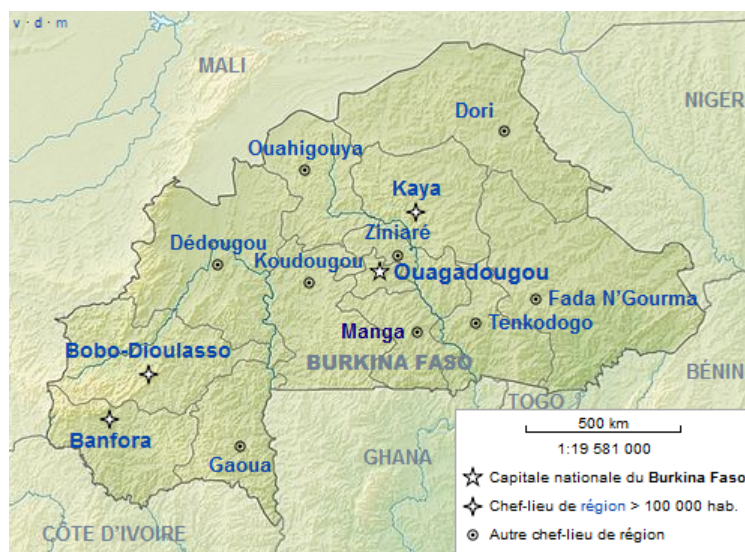 v · d · m
MALI
NIGER
Dori
Ouahigouya
Kaya
Ziniaré
Dédougou
Koudougou
Ouagadougou
Fada N'Gourma
Tenkodogo
Manga
Bobo-Dioulasso
BURKINA FASO
BÉNIN
TOGO
Banfora
Gaoua
GHANA
CÔTE D'IVOIRE
500 km
1:19 581 000
Capitale nationale du Burkina Faso
Chef-lieu de région > 100 000 hab.
Autre chef-lieu de région